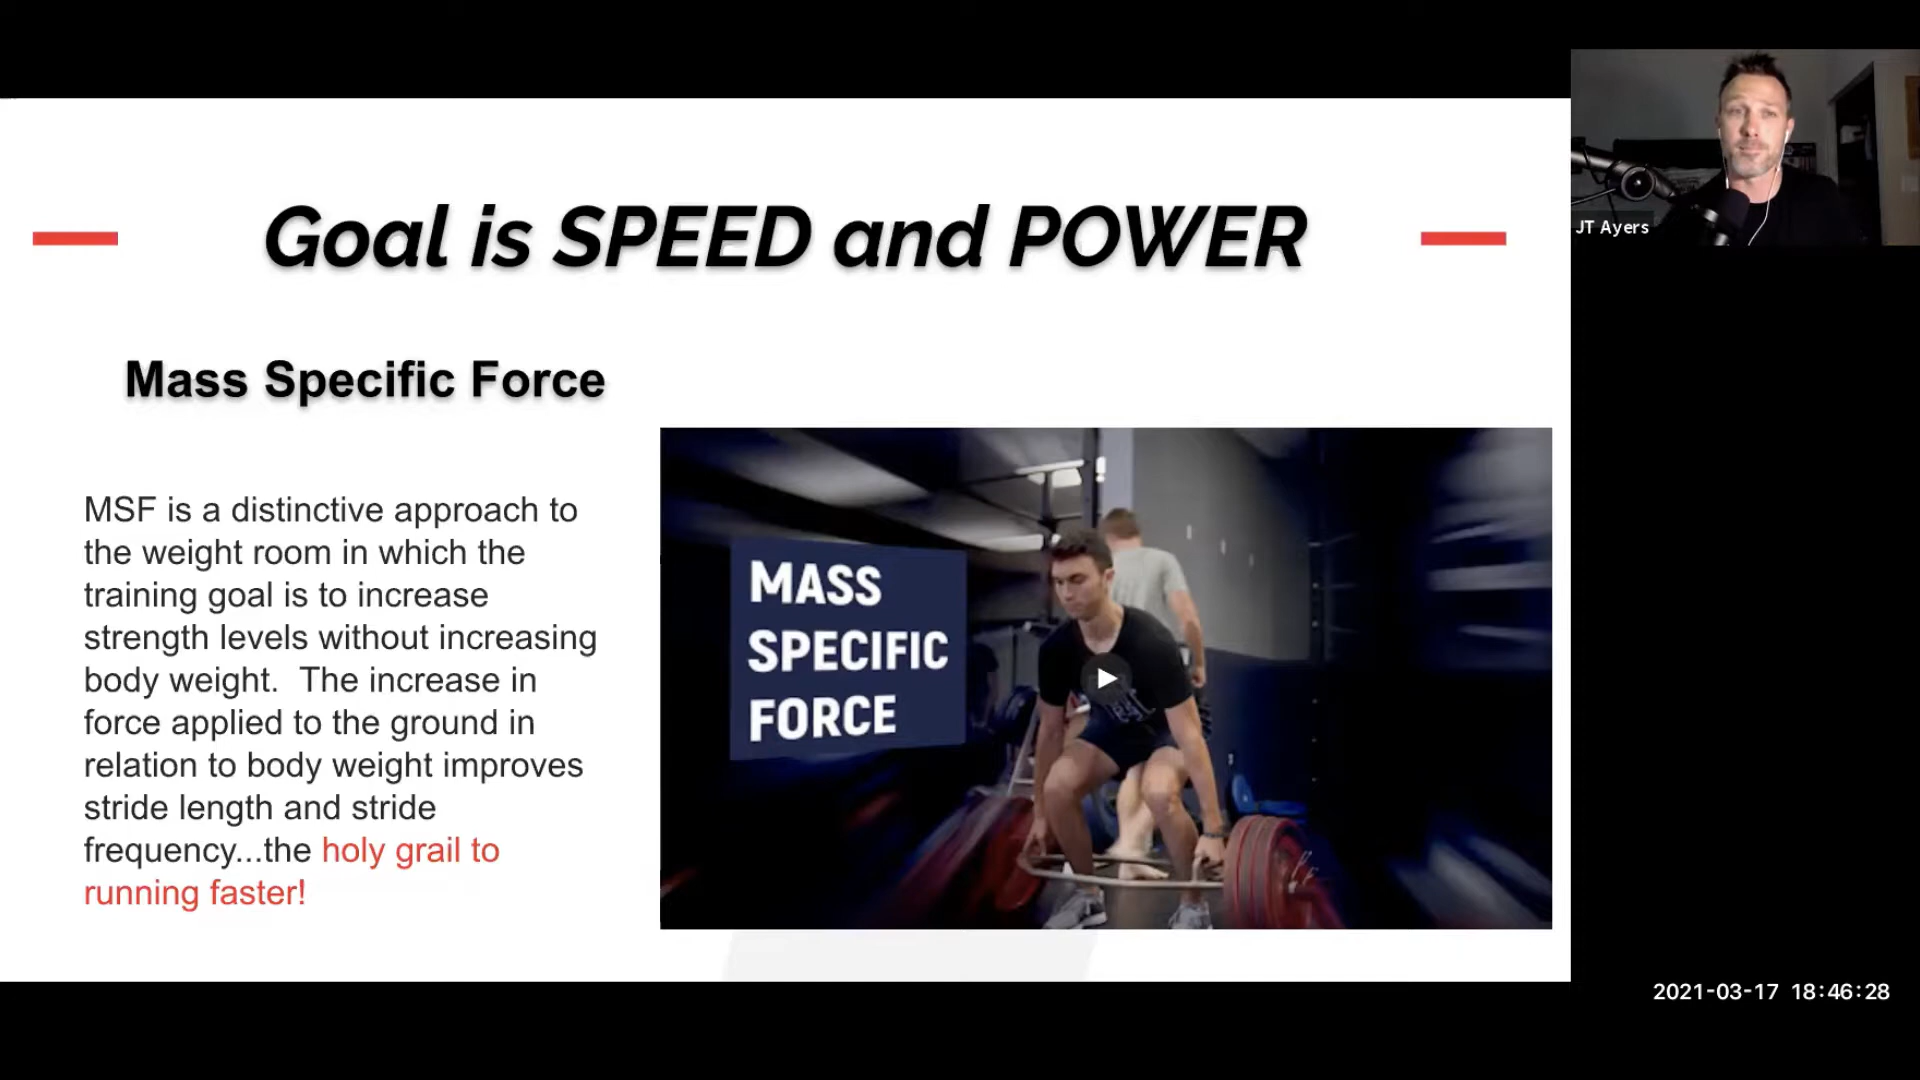 Goal is SPEED and POWER
JT Ayers
Mass Specific Force
MSF is a distinctive approach to
the weight room in which the
training goal is to increase
strength levels without increasing
body weight.  The increase in
force applied to the ground in
relation to body weight improves
stride length and stride
frequency...the holy grail to
running faster!
MASS
SPECIFIC
FORCE
2021-03-17 18:46:28